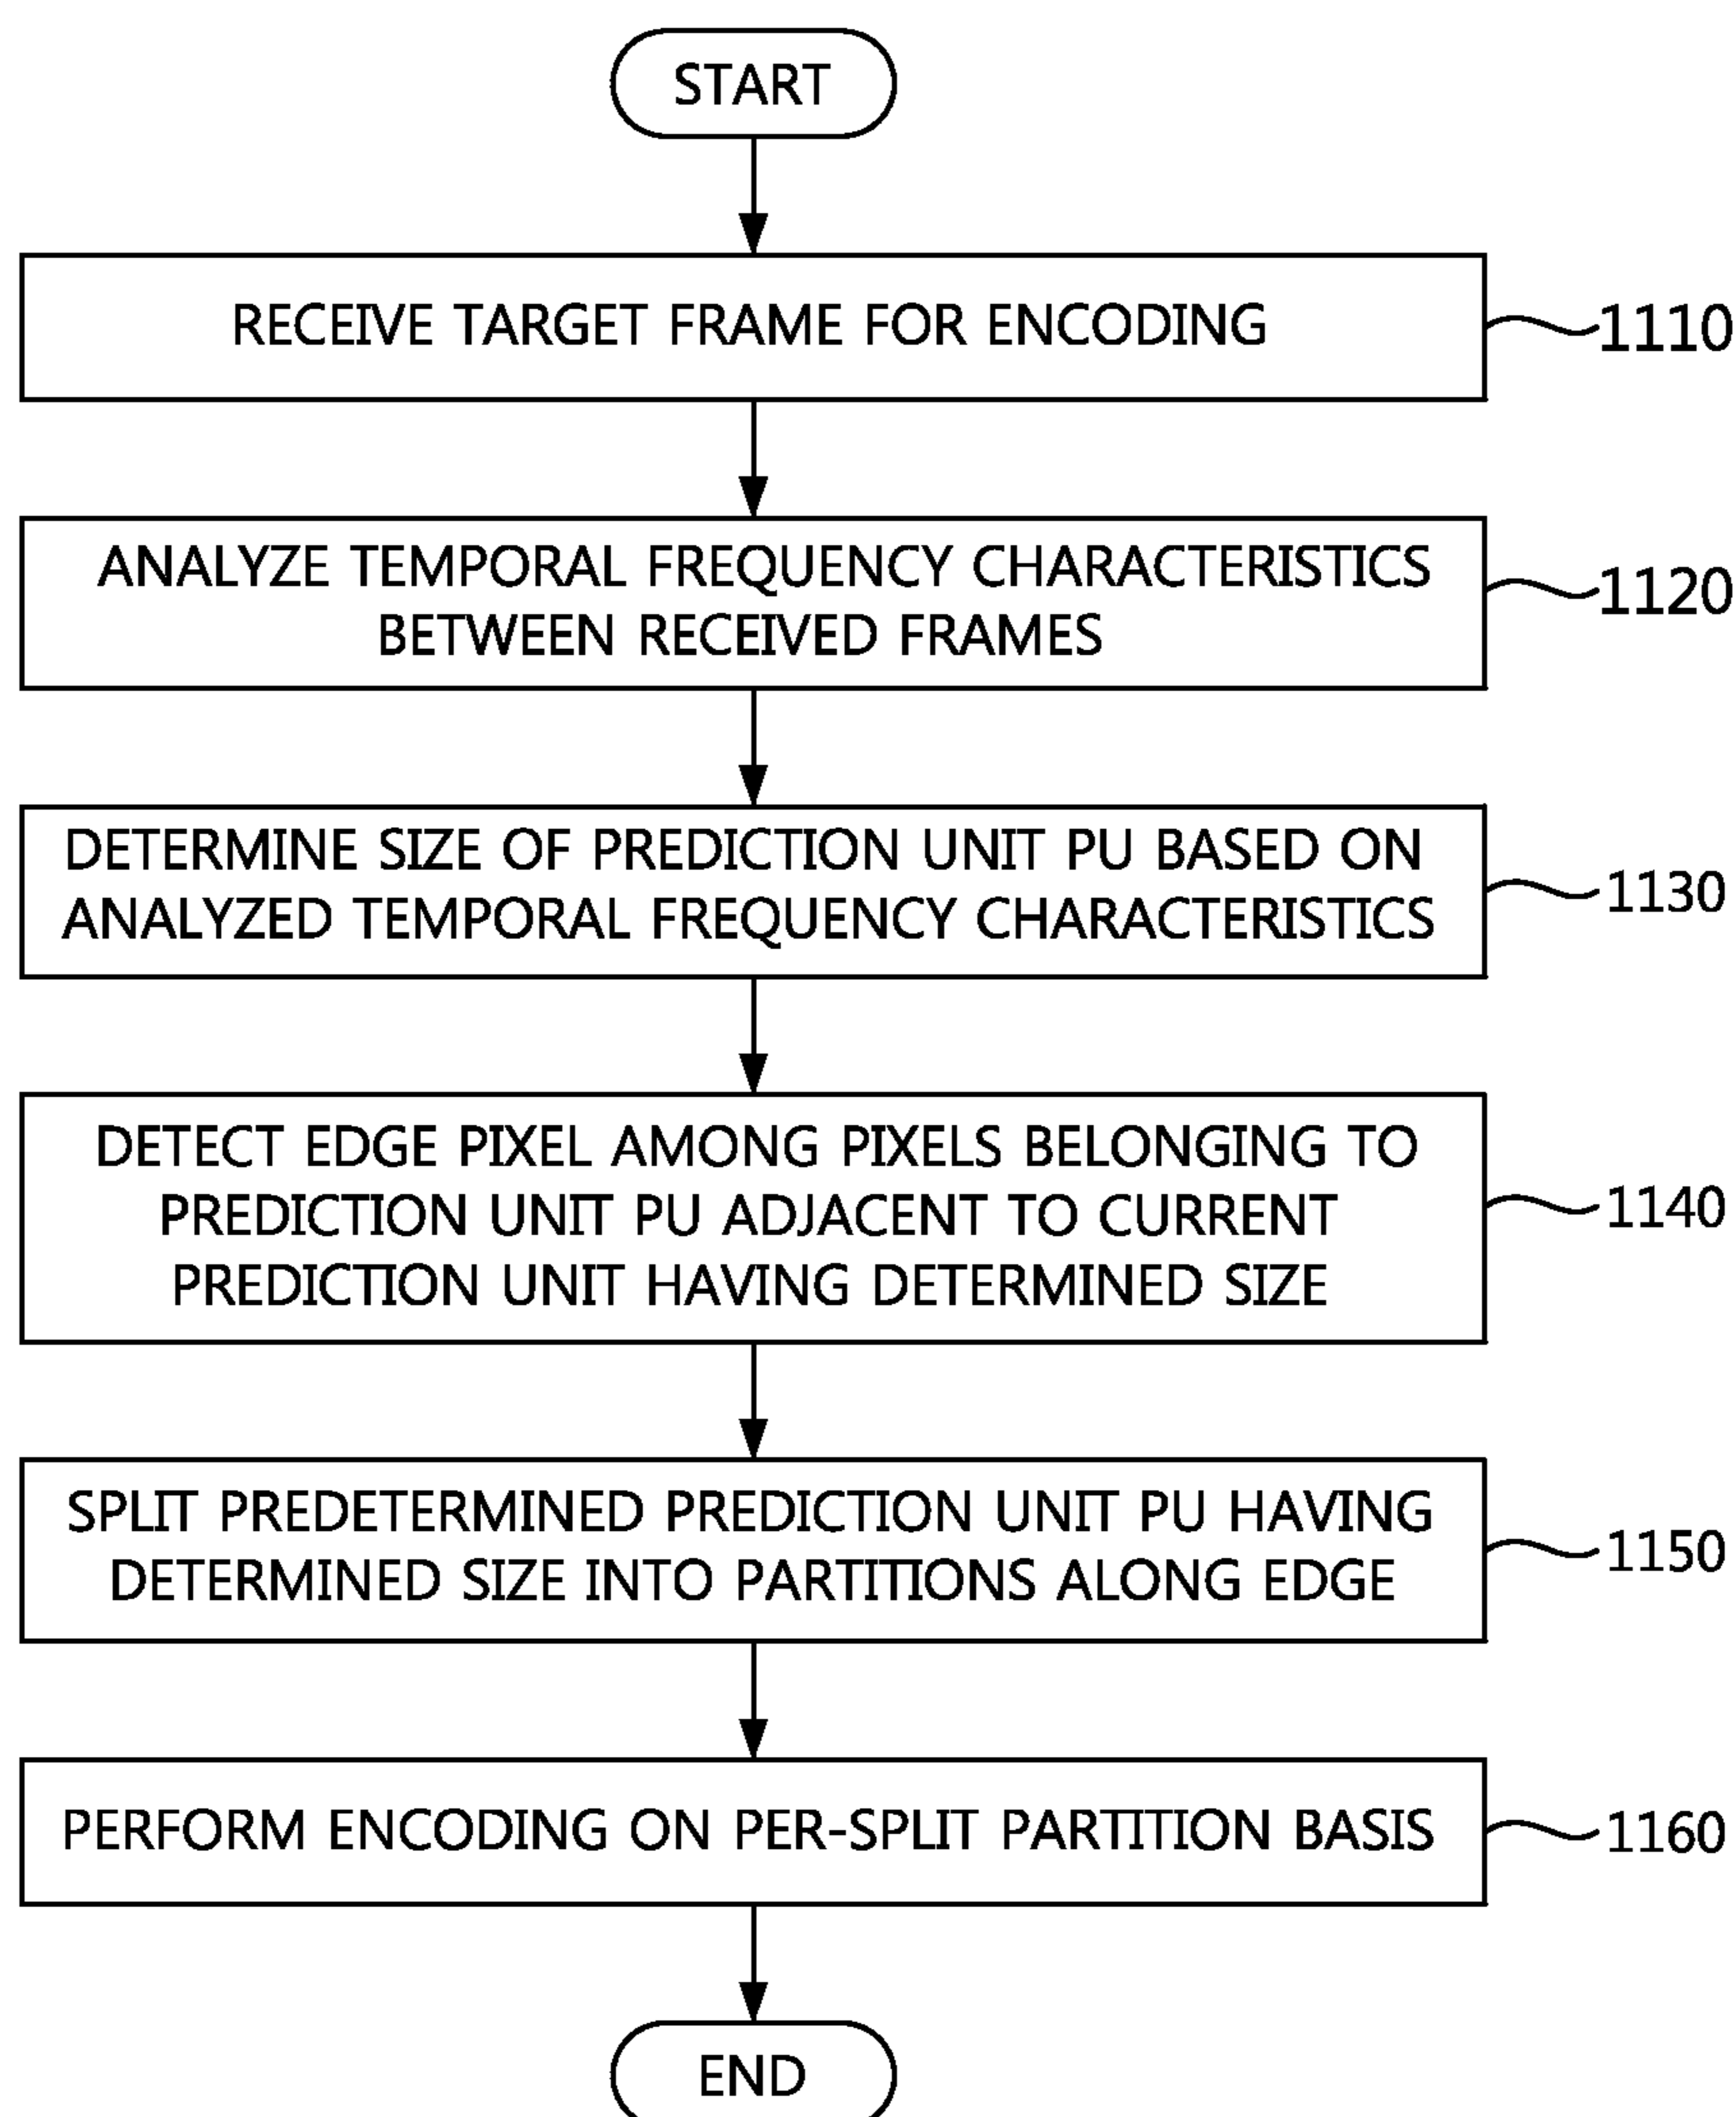 START
RECEIVE TARGET FRAME FOR ENCODING
1110
ANALYZE TEMPORAL FREQUENCY CHARACTERISTICS
BETWEEN RECEIVED FRAMES
1120
DETERMINE SIZE OF PREDICTION UNIT PU BASED ON
ANALYZED TEMPORAL FREQUENCY CHARACTERISTICS
1130
DETECT EDGE PIXEL AMONG PIXELS BELONGING TO
PREDICTION UNIT PU ADJACENT TO CURRENT
PREDICTION UNIT HAVING DETERMINED SIZE
1140
SPLIT PREDETERMINED PREDICTION UNIT PU HAVING
DETERMINED SIZE INTO PARTITIONS ALONG EDGE
1150
PERFORM ENCODING ON PER-SPLIT PARTITION BASIS
1160
END